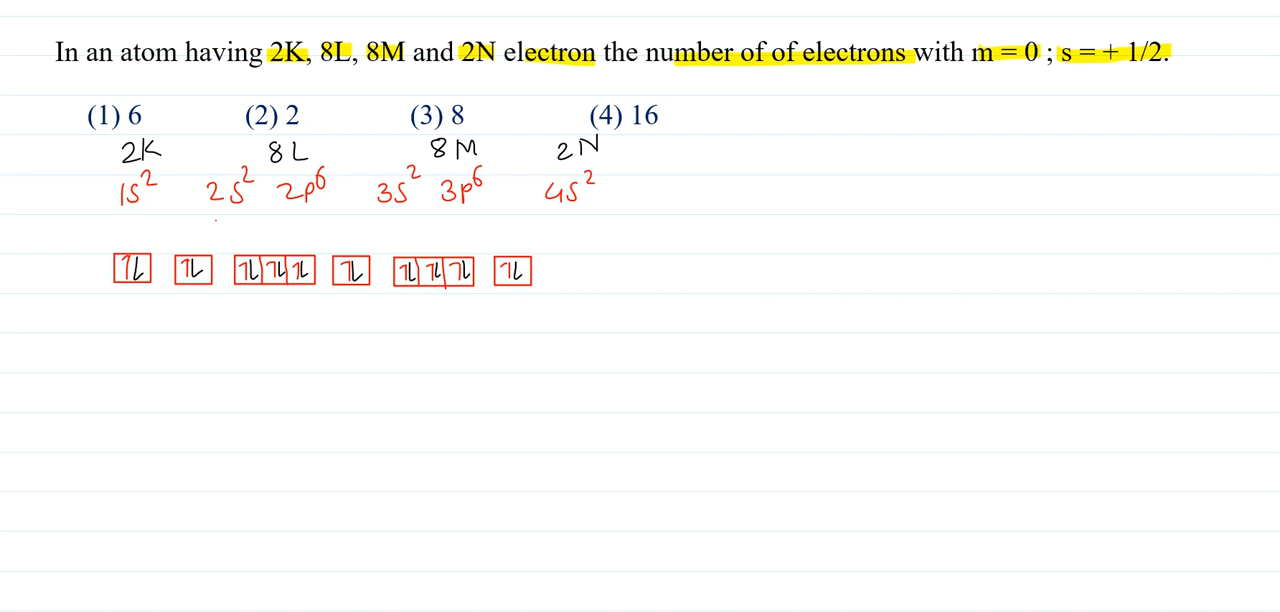 In an atom having 2K, 8L, 8M and 2N electron the number of of electrons with m = 0 ; s = + 1/2.
(1) 6 (2) 2 (3) 8 (4) 16
2K 8L 8M 2N
1s² 2s² 2p⁶ 3s² 3p⁶ 4s²